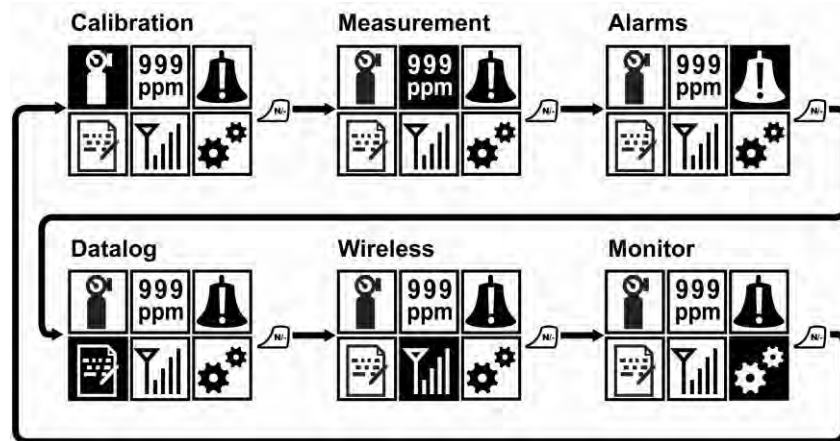 Calibration
Measurement
Alarms
999 ppm
999 ppm
999 ppm
N/-
N/-
N/-
Datalog
Wireless
Monitor
999 ppm
999 ppm
999 ppm
N/-
N/-
N/-